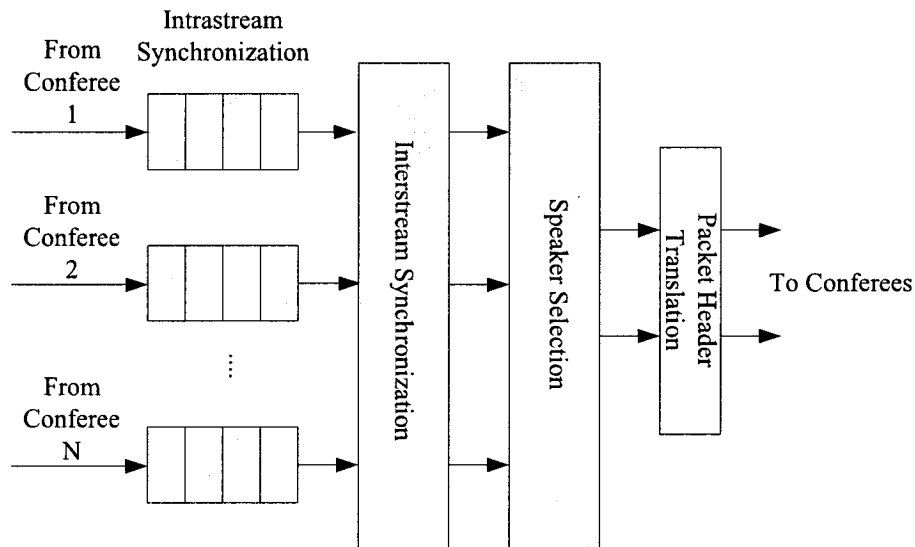 Intrastream
Synchronization
From
Conferee
1
From
Conferee
2
....
From
Conferee
N
Interstream Synchronization
Speaker Selection
Packet Header
Translation
To Conferees